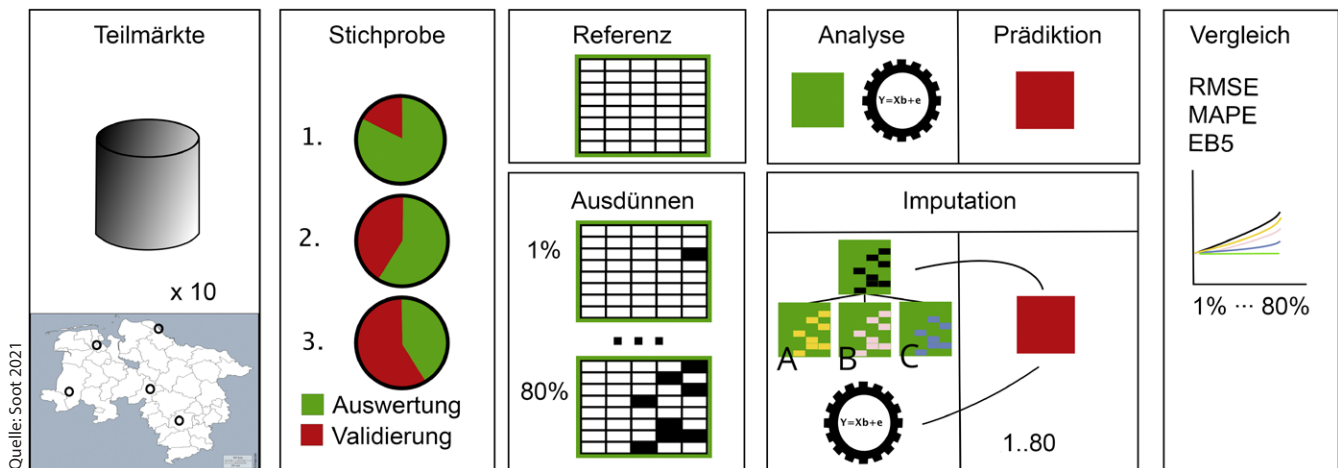 Teilmärkte
x 10
Quelle: Soot 2021
Stichprobe
1.
2.
3.
Auswertung
Validierung
Referenz
Ausdünnen
1%
...
80%
Analyse
Y=Xb+e
Prädiktion
Imputation
A B C
Y=Xb+e
1..80
Vergleich
RMSE
MAPE
EB5
1% ... 80%